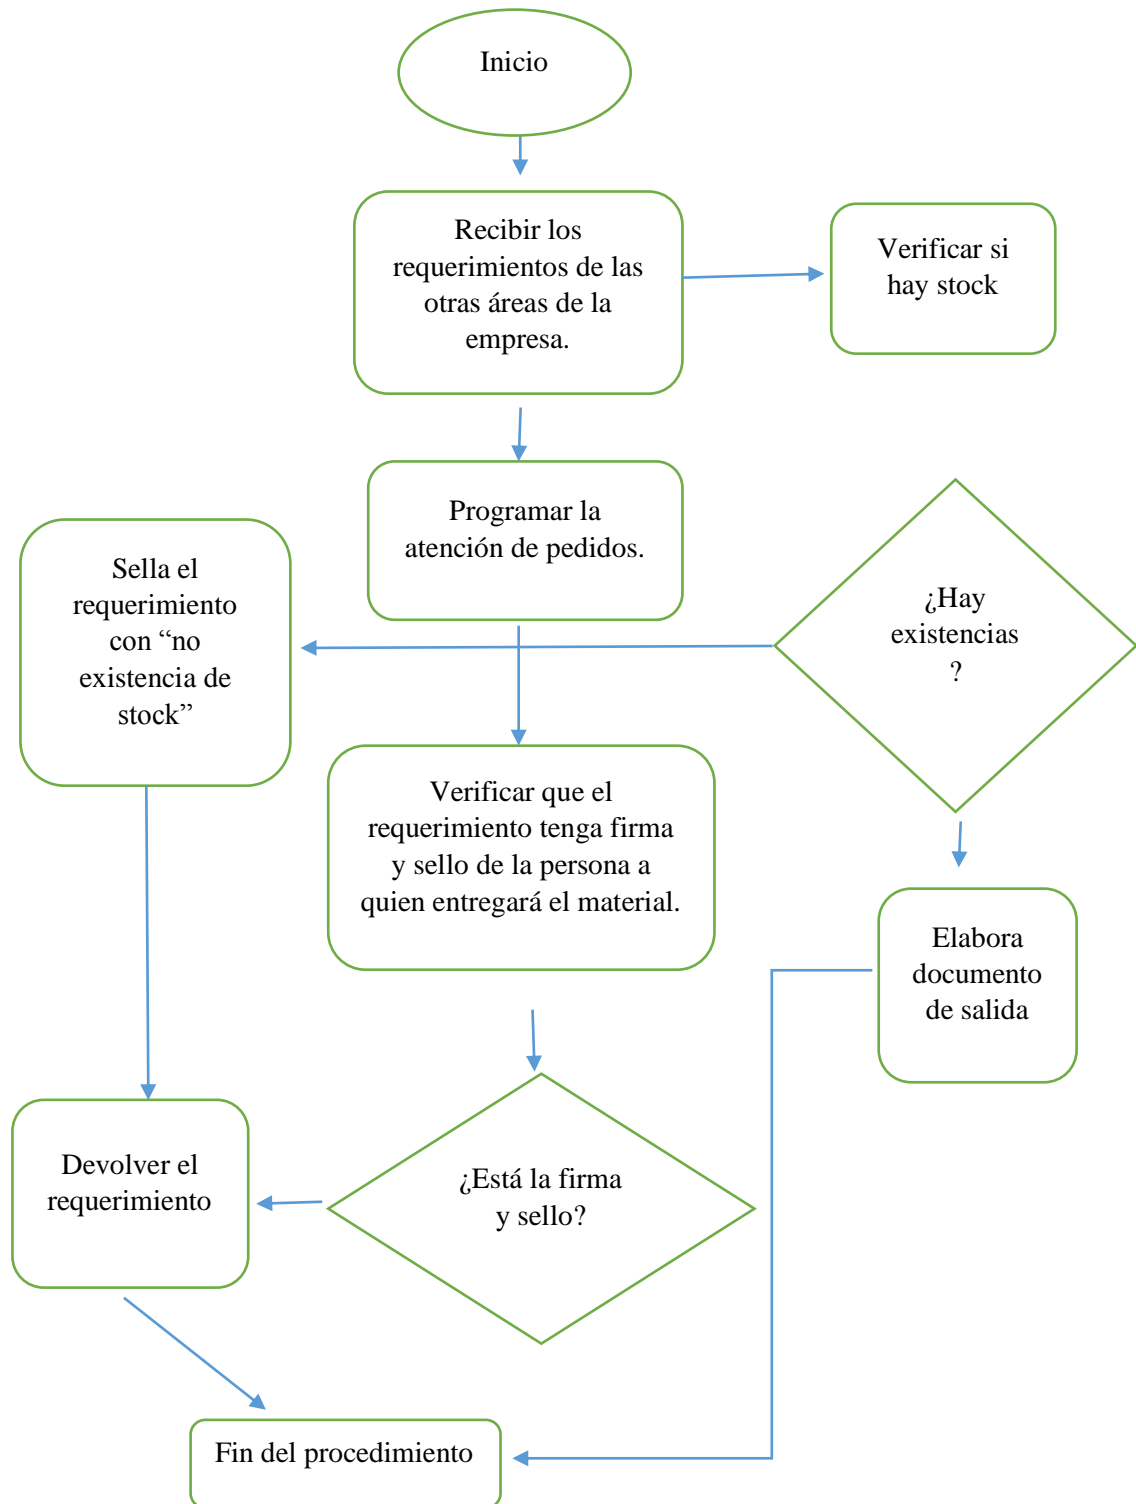 Inicio
Recibir los
requerimientos de las
otras áreas de la
empresa.
Verificar si
hay stock
Programar la
atención de pedidos.
Sella el
requerimiento
con “no
existencia de
stock”
¿Hay
existencias
?
Verificar que el
requerimiento tenga firma
y sello de la persona a
quien entregará el material.
Elabora
documento
de salida
Devolver el
requerimiento
¿Está la firma
y sello?
Fin del procedimiento